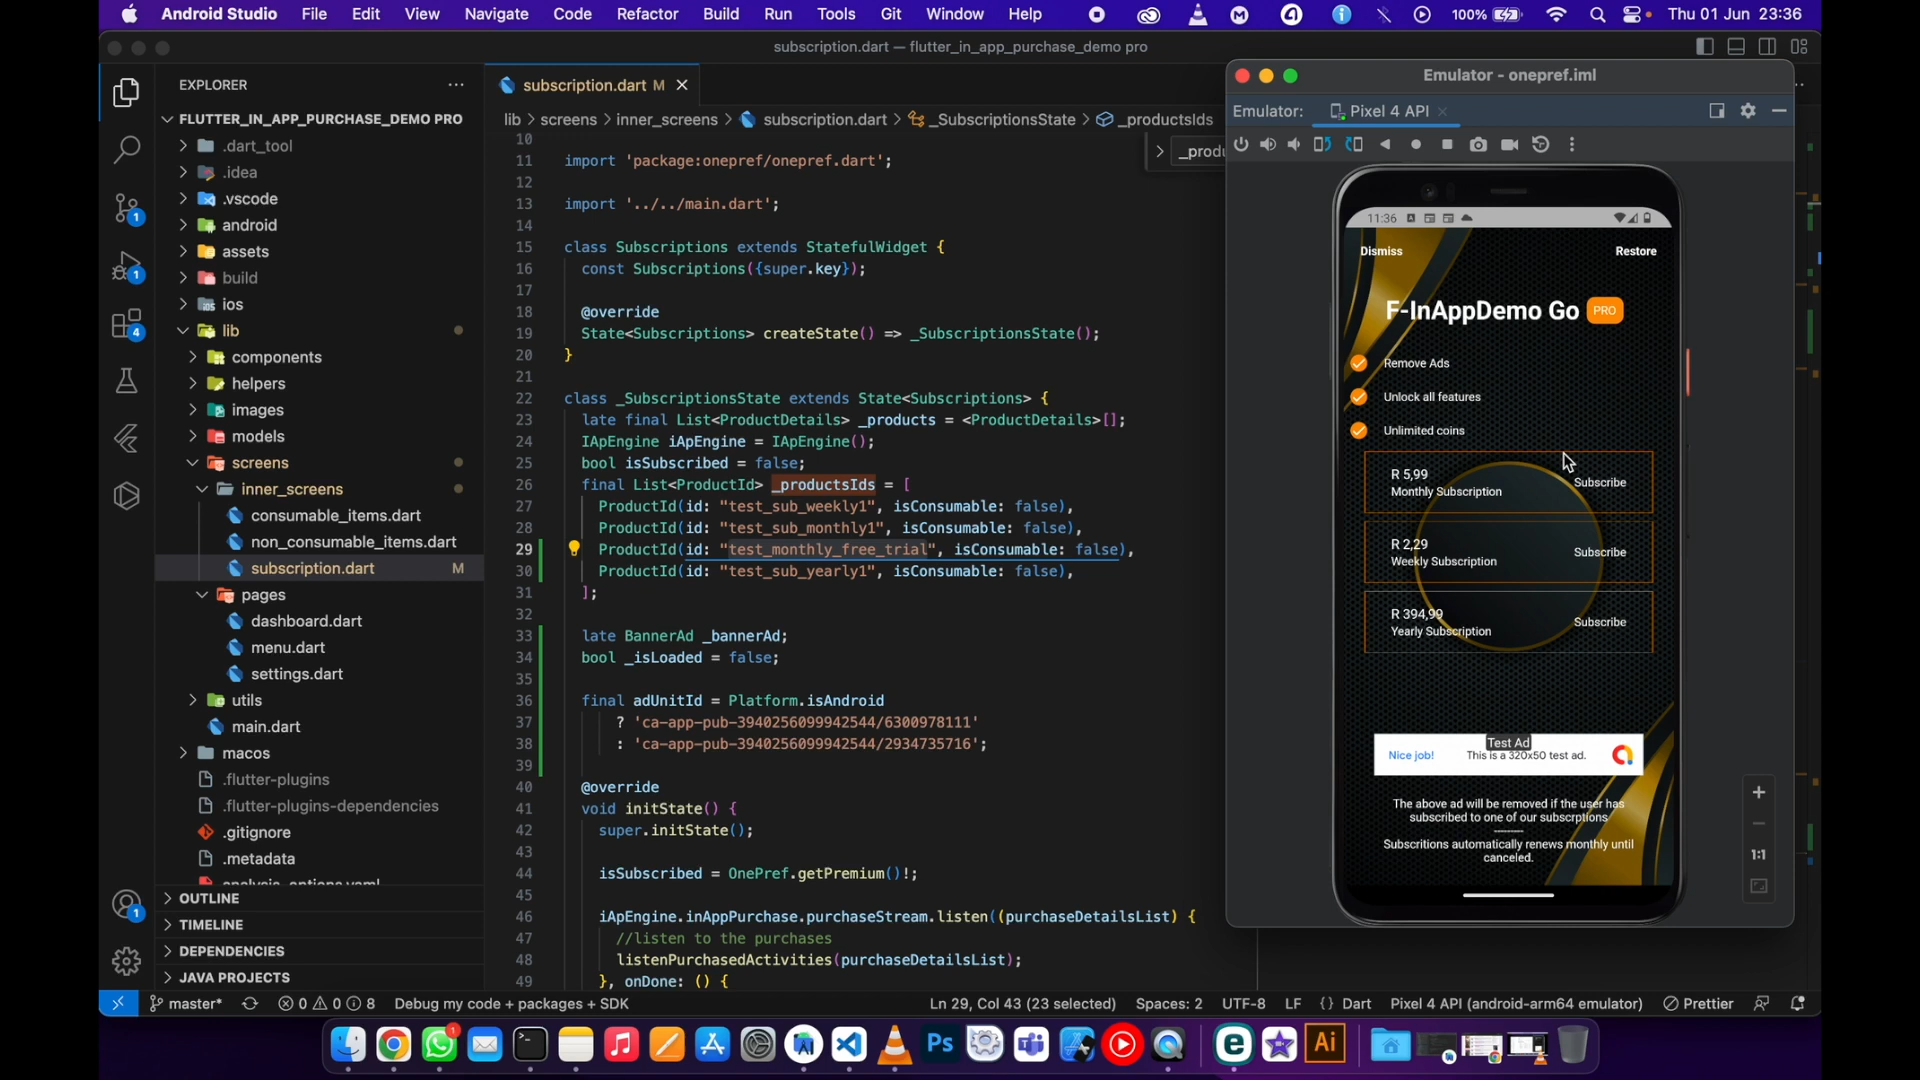 Android Studio File Edit View Navigate Code Refactor Build Run Tools Git Window Help 100% Thu 01 Jun 23:36
subscription.dart — flutter_in_app_purchase_demo pro
EXPLORER
FLUTTER_IN_APP_PURCHASE_DEMO PRO
.dart_tool
.idea
.vscode
android
assets
build
ios
lib
components
helpers
images
models
screens
inner_screens
consumable_items.dart
non_consumable_items.dart
subscription.dart M
pages
dashboard.dart
menu.dart
settings.dart
utils
main.dart
macos
.flutter-plugins
.flutter-plugins-dependencies
.gitignore
.metadata
analysis_options.yaml
OUTLINE
TIMELINE
DEPENDENCIES
JAVA PROJECTS
subscription.dart M
lib > screens > inner_screens > subscription.dart > _SubscriptionsState > _productsIds
10
11 import 'package:onepref/onepref.dart';
12
13 import '../../main.dart';
14
15 class Subscriptions extends StatefulWidget {
16 const Subscriptions({super.key});
17
18 @override
19 State<Subscriptions> createState() => _SubscriptionsState();
20 }
21
22 class _SubscriptionsState extends State<Subscriptions> {
23 late final List<ProductDetails> _products = <ProductDetails>[];
24 IApEngine iApEngine = IApEngine();
25 bool isSubscribed = false;
26 final List<ProductId> _productsIds = [
27 ProductId(id: "test_sub_weekly1", isConsumable: false),
28 ProductId(id: "test_sub_monthly1", isConsumable: false),
29 ProductId(id: "test_monthly_free_trial", isConsumable: false),
30 ProductId(id: "test_sub_yearly1", isConsumable: false),
31 ];
32
33 late BannerAd _bannerAd;
34 bool _isLoaded = false;
35
36 final adUnitId = Platform.isAndroid
37 ? 'ca-app-pub-3940256099942544/6300978111'
38 : 'ca-app-pub-3940256099942544/2934735716';
39
40 @override
41 void initState() {
42 super.initState();
43
44 isSubscribed = OnePref.getPremium()!;
45
46 iApEngine.inAppPurchase.purchaseStream.listen((purchaseDetailsList) {
47 //listen to the purchases
48 listenPurchasedActivities(purchaseDetailsList);
49 }, onDone: () {
_produ
Emulator - onepref.iml
Emulator: Pixel 4 API
11:36
Dismiss Restore
F-InAppDemo Go PRO
Remove Ads
Unlock all features
Unlimited coins
R 5,99
Monthly Subscription
Subscribe
R 2,29
Weekly Subscription
Subscribe
R 394,99
Yearly Subscription
Subscribe
Test Ad
Nice job! This is a 320x50 test ad.
The above ad will be removed if the user has
subscribed to one of our subscrptions
----------
Subscritions automatically renews monthly until
canceled.
1:1
master* 0 0 8 Debug my code + packages + SDK Ln 29, Col 43 (23 selected) Spaces: 2 UTF-8 LF {} Dart Pixel 4 API (android-arm64 emulator) Prettier
1
1
4
1
1
Ps
Ai